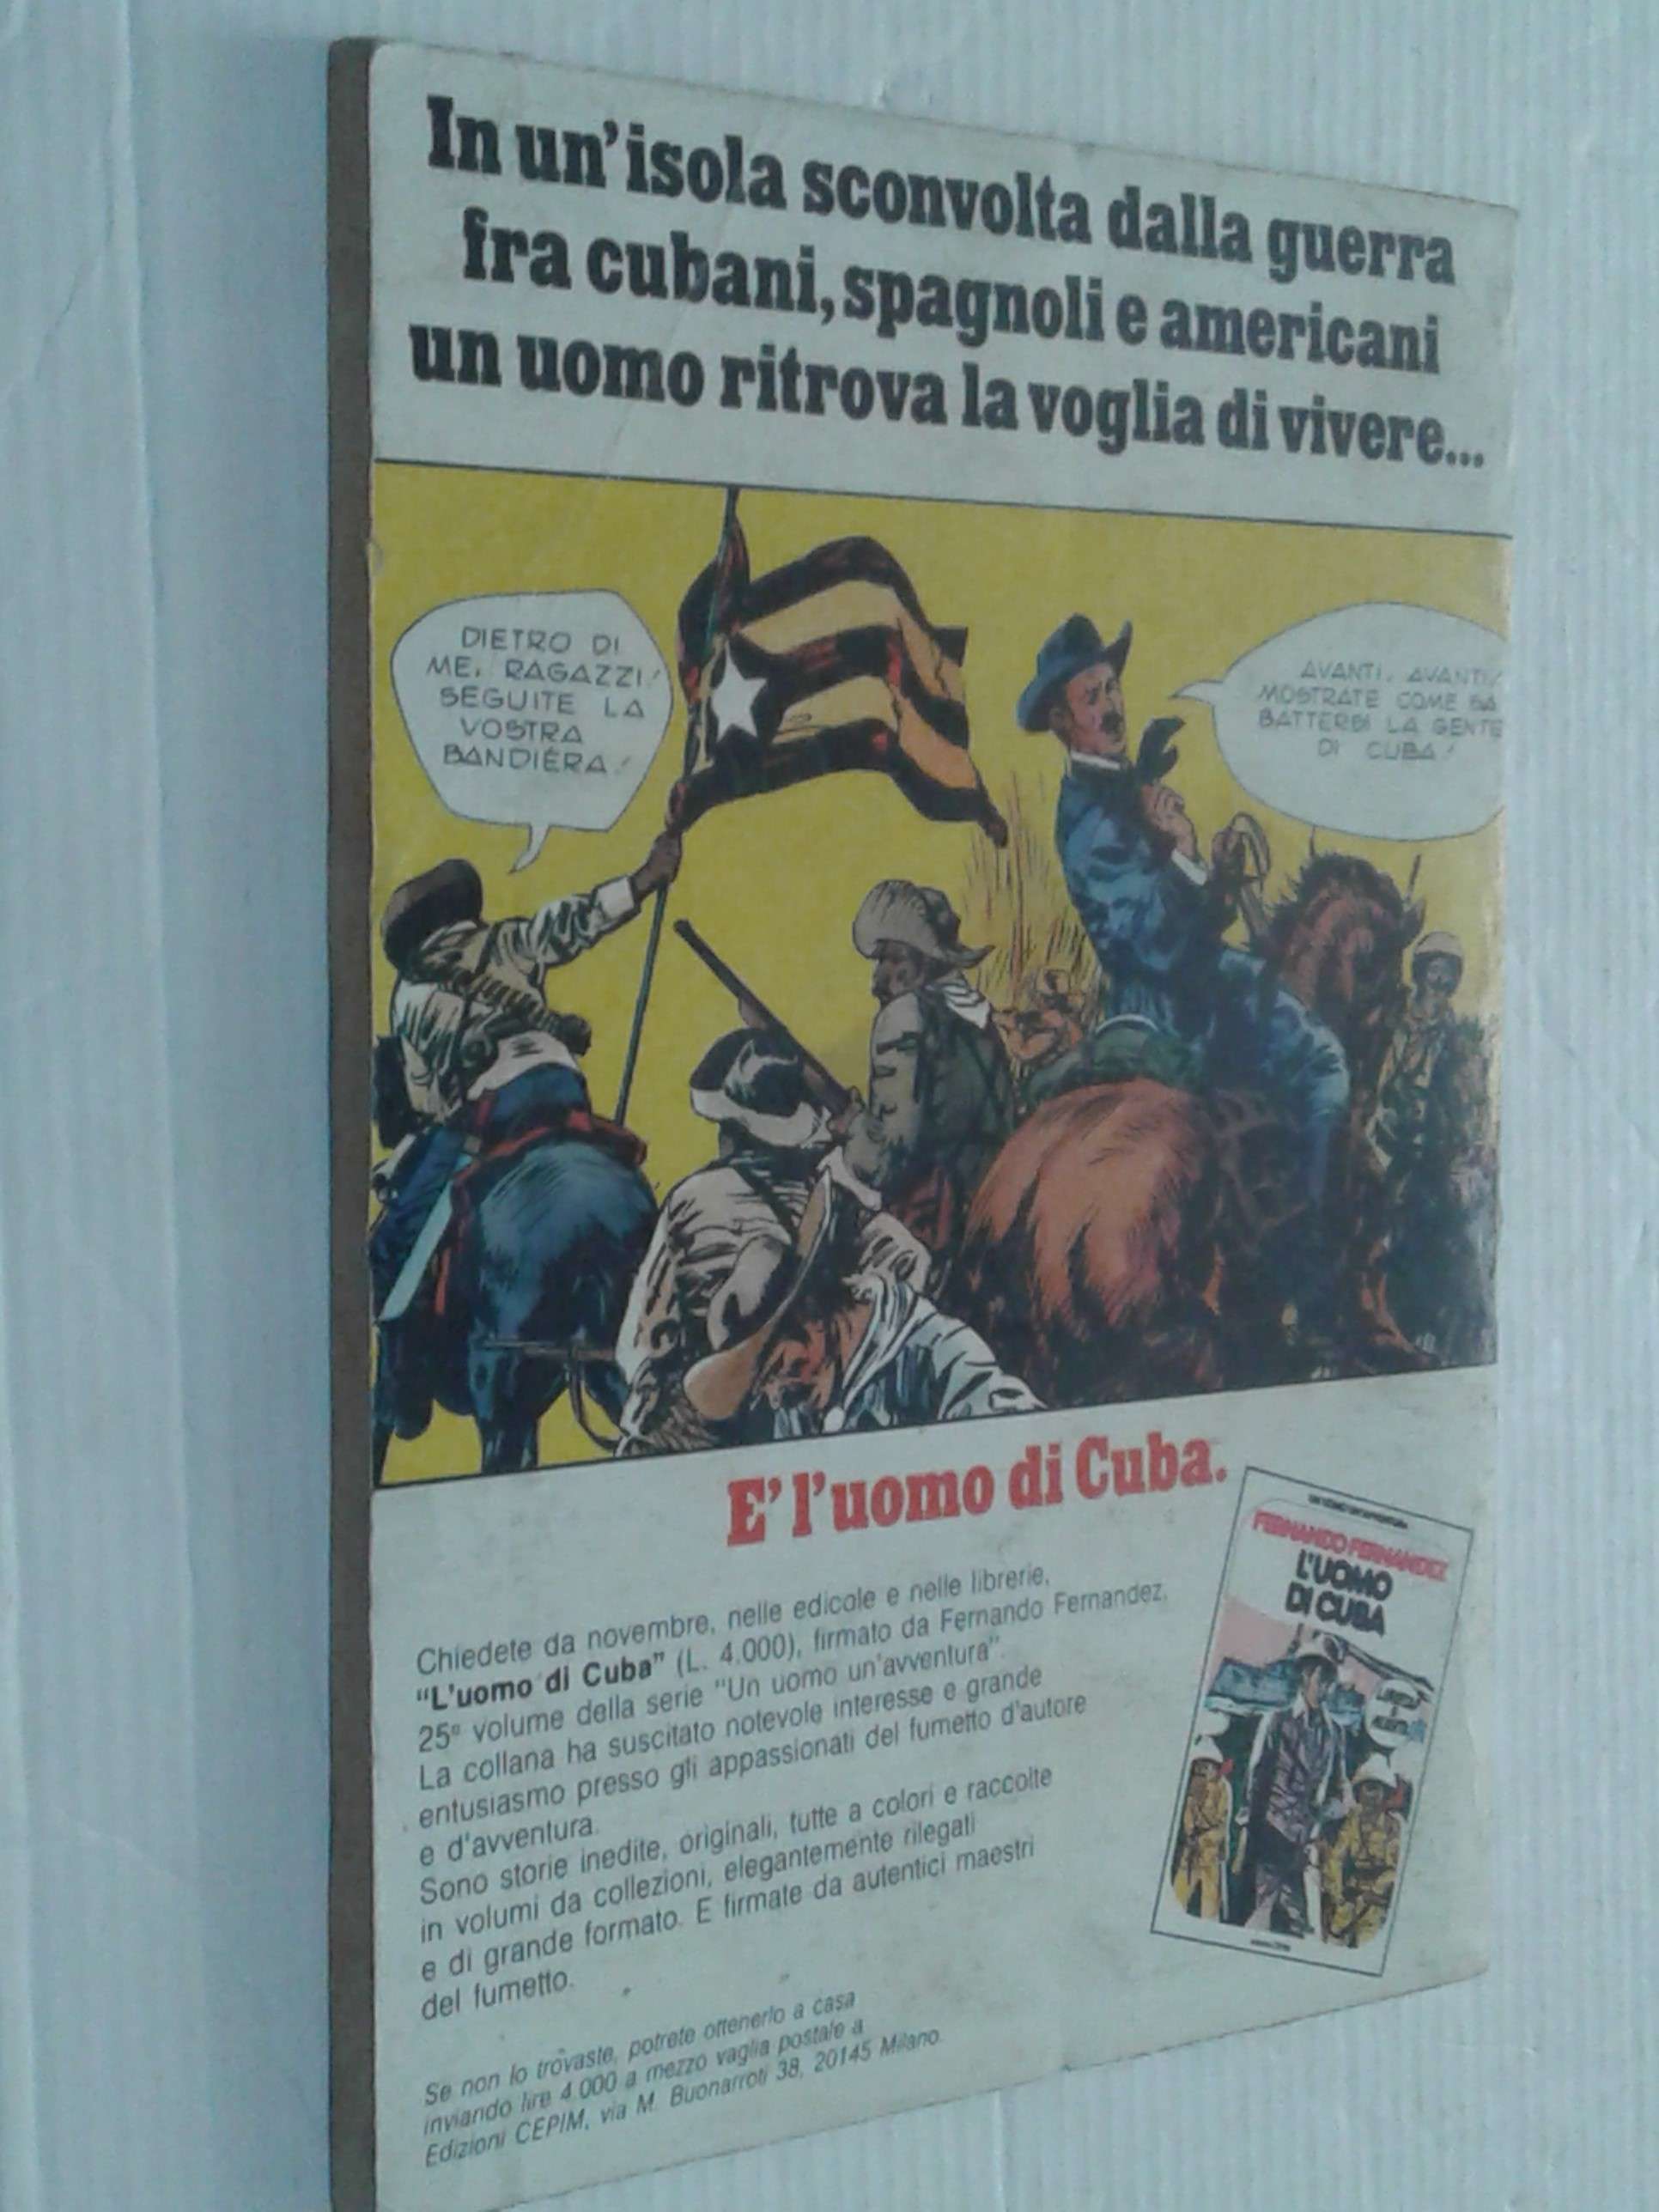 In un'isola sconvolta dalla guerra
fra cubani, spagnoli e americani
un uomo ritrova la voglia di vivere...
DIETRO DI
ME, RAGAZZI!
SEGUITE LA
VOSTRA
BANDIERA!
AVANTI, AVANTI
MOSTRATE COME SA
BATTERSI LA GENTE
DI CUBA!
E' l'uomo di Cuba.
Chiedete da novembre, nelle edicole e nelle librerie,
"L'uomo di Cuba" (L. 4.000), firmato da Fernando Fernandez,
25º volume della serie "Un uomo un'avventura".
La collana ha suscitato notevole interesse e grande
entusiasmo presso gli appassionati del fumetto d'autore
e d'avventura.
Sono storie inedite, originali, tutte a colori e raccolte
in volumi da collezioni, elegantemente rilegati
e di grande formato. E firmate da autentici maestri
del fumetto.
Se non lo trovaste, potrete ottenerlo a casa
inviando lire 4.000 a mezzo vaglia postale a
Edizioni CEPIM, via M. Buonarroti 38, 20145 Milano.
FERNANDO FERNANDEZ
L'UOMO
DI CUBA